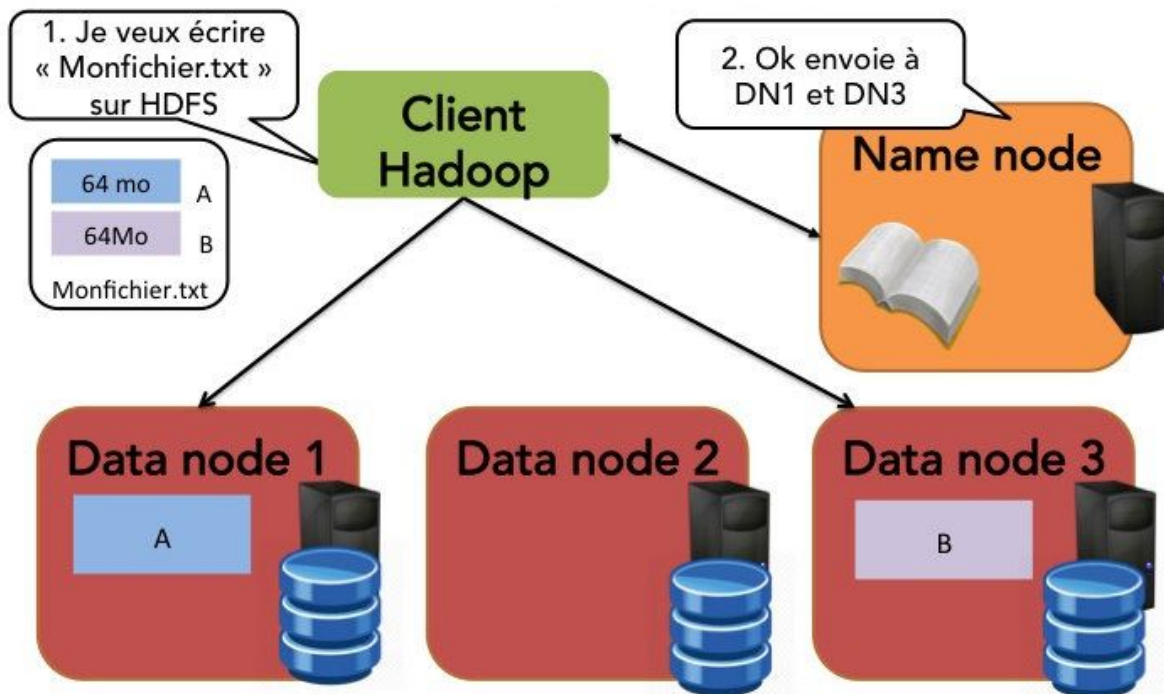 1. Je veux écrire
« Monfichier.txt »
sur HDFS
2. Ok envoie à
DN1 et DN3
Client
Hadoop
Name node
64 mo
A
64Mo
B
Monfichier.txt
Data node 1
A
Data node 2
Data node 3
B